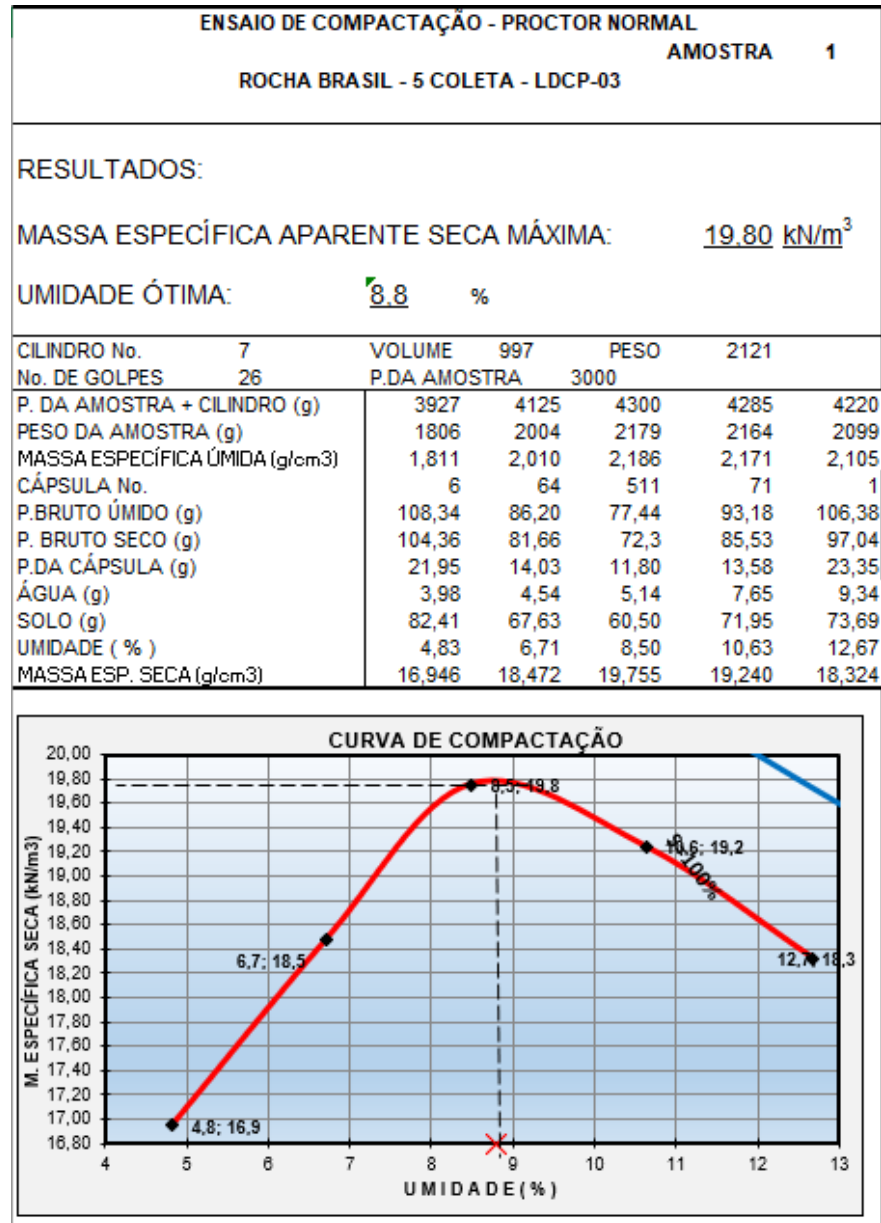 ENSAIO DE COMPACTAÇÃO - PROCTOR NORMAL
AMOSTRA 1
ROCHA BRASIL - 5 COLETA - LDCP-03
RESULTADOS:
MASSA ESPECÍFICA APARENTE SECA MÁXIMA: 19.80 kN/m³
UMIDADE ÓTIMA: 8.8 %
CILINDRO No. 7 VOLUME 997 PESO 2121
No. DE GOLPES 26 P.DA AMOSTRA 3000
P. DA AMOSTRA + CILINDRO (g) 3927 4125 4300 4285 4220
PESO DA AMOSTRA (g) 1806 2004 2179 2164 2099
MASSA ESPECÍFICA ÚMIDA (g/cm3) 1,811 2,010 2,186 2,171 2,105
CÁPSULA No. 6 64 511 71 1
P.BRUTO ÚMIDO (g) 108,34 86,20 77,44 93,18 106,38
P. BRUTO SECO (g) 104,36 81,66 72,3 85,53 97,04
P.DA CÁPSULA (g) 21,95 14,03 11,80 13,58 23,35
ÁGUA (g) 3,98 4,54 5,14 7,65 9,34
SOLO (g) 82,41 67,63 60,50 71,95 73,69
UMIDADE ( % ) 4,83 6,71 8,50 10,63 12,67
MASSA ESP. SECA (g/cm3) 16,946 18,472 19,755 19,240 18,324
CURVA DE COMPACTAÇÃO
M. ESPECÍFICA SECA (kN/m3)
20,00
19,80
19,60
19,40
19,20
19,00
18,80
18,60
18,40
18,20
18,00
17,80
17,60
17,40
17,20
17,00
16,80
8,5; 19,8
10,6; 19,2
100%
6,7; 18,5
12,7; 18,3
4,8; 16,9
4 5 6 7 8 9 10 11 12 13
UMIDADE(%)